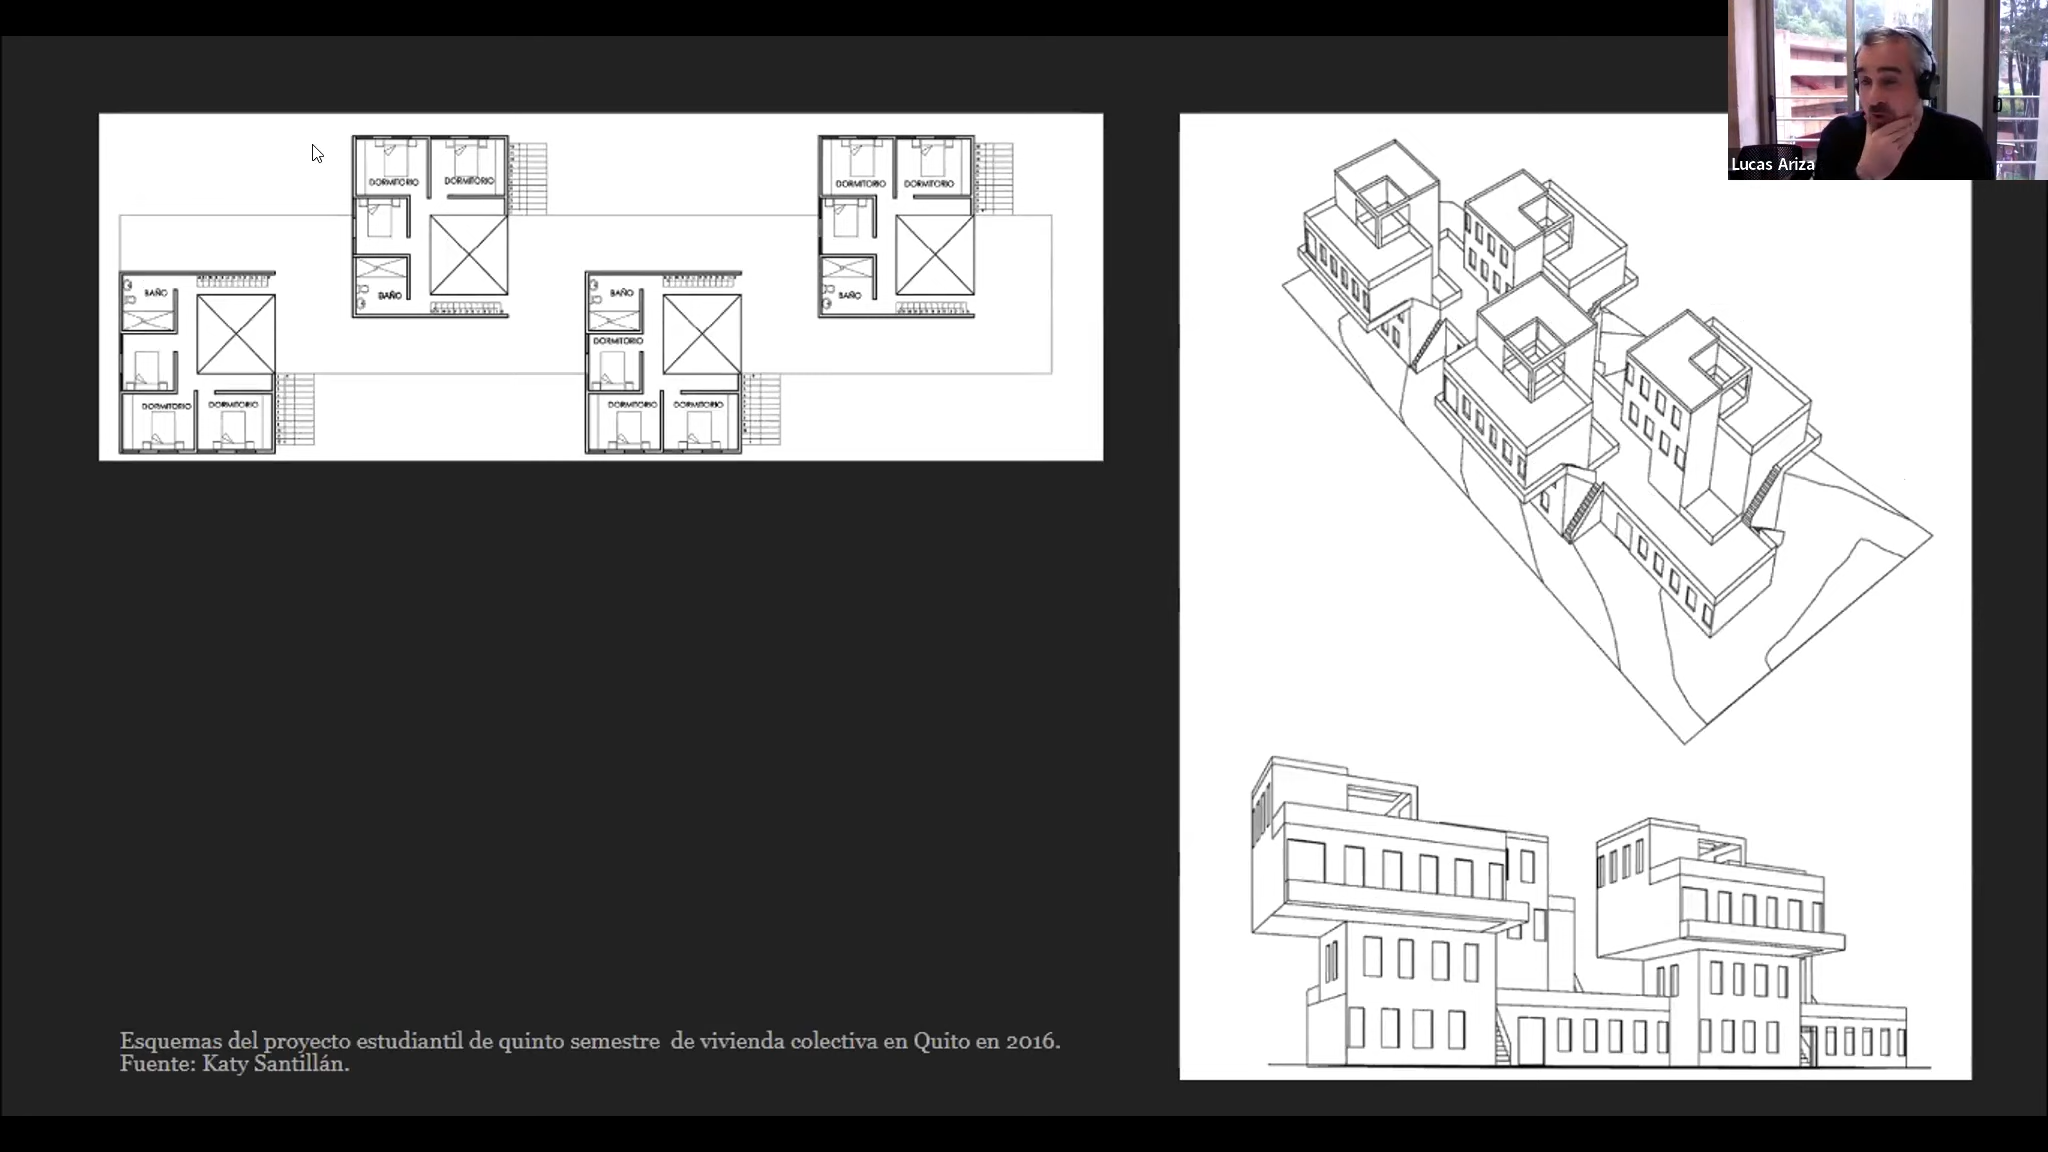 Lucas Ariza
DORMITORIO DORMITORIO
BAÑO
DORMITORIO DORMITORIO
BAÑO
BAÑO
DORMITORIO DORMITORIO
BAÑO
DORMITORIO
DORMITORIO DORMITORIO
Esquemas del proyecto estudiantil de quinto semestre de vivienda colectiva en Quito en 2016.
Fuente: Katy Santillán.